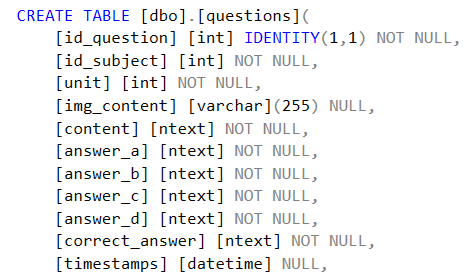 CREATE TABLE [dbo].[questions](
[id_question] [int] IDENTITY(1,1) NOT NULL,
[id_subject] [int] NOT NULL,
[unit] [int] NOT NULL,
[img_content] [varchar](255) NULL,
[content] [ntext] NOT NULL,
[answer_a] [ntext] NOT NULL,
[answer_b] [ntext] NOT NULL,
[answer_c] [ntext] NOT NULL,
[answer_d] [ntext] NOT NULL,
[correct_answer] [ntext] NOT NULL,
[timestamps] [datetime] NULL,